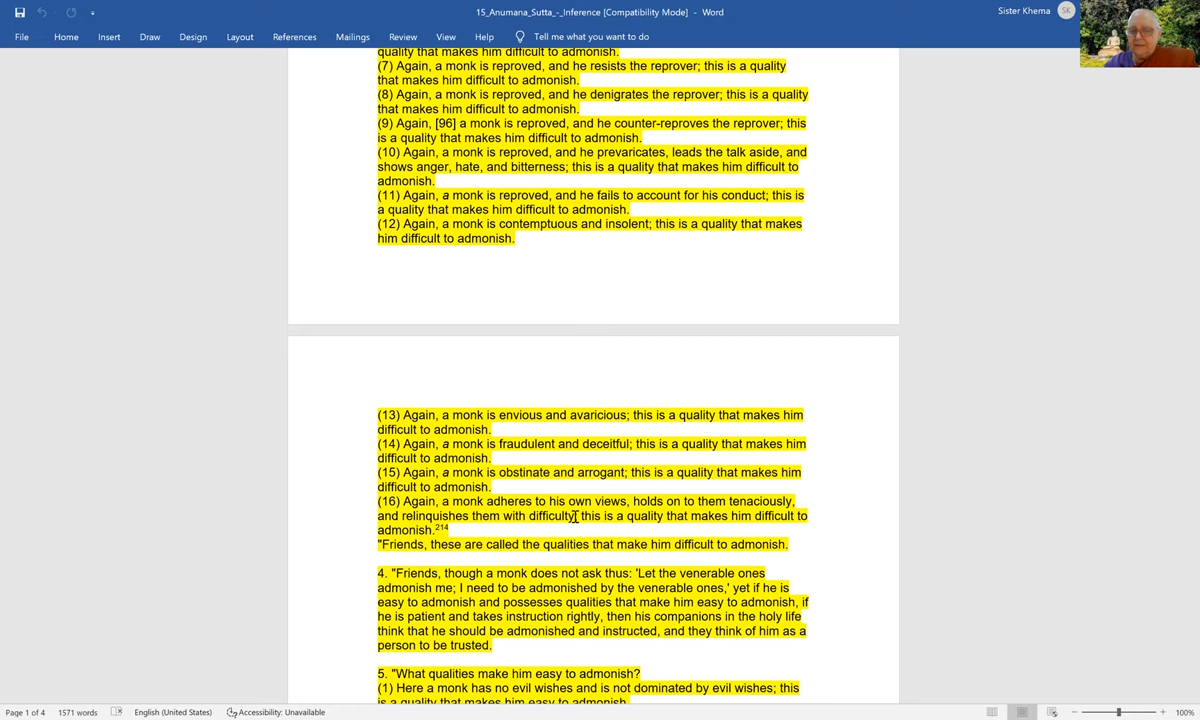 15_Anumana_Sutta_-_Inference [Compatibility Mode] - Word
Sister Khema
SK
File
Home
Insert
Draw
Design
Layout
References
Mailings
Review
View
Help
Tell me what you want to do
quality that makes him difficult to admonish.
(7) Again, a monk is reproved, and he resists the reprover; this is a quality
that makes him difficult to admonish.
(8) Again, a monk is reproved, and he denigrates the reprover; this is a quality
that makes him difficult to admonish.
(9) Again, [96] a monk is reproved, and he counter-reproves the reprover; this
is a quality that makes him difficult to admonish.
(10) Again, a monk is reproved, and he prevaricates, leads the talk aside, and
shows anger, hate, and bitterness; this is a quality that makes him difficult to
admonish.
(11) Again, a monk is reproved, and he fails to account for his conduct; this is
a quality that makes him difficult to admonish.
(12) Again, a monk is contemptuous and insolent; this is a quality that makes
him difficult to admonish.
(13) Again, a monk is envious and avaricious; this is a quality that makes him
difficult to admonish.
(14) Again, a monk is fraudulent and deceitful; this is a quality that makes him
difficult to admonish.
(15) Again, a monk is obstinate and arrogant; this is a quality that makes him
difficult to admonish.
(16) Again, a monk adheres to his own views, holds on to them tenaciously,
and relinquishes them with difficulty; this is a quality that makes him difficult to
admonish.214
"Friends, these are called the qualities that make him difficult to admonish.
4. "Friends, though a monk does not ask thus: 'Let the venerable ones
admonish me; I need to be admonished by the venerable ones,' yet if he is
easy to admonish and possesses qualities that make him easy to admonish, if
he is patient and takes instruction rightly, then his companions in the holy life
think that he should be admonished and instructed, and they think of him as a
person to be trusted.
5. "What qualities make him easy to admonish?
(1) Here a monk has no evil wishes and is not dominated by evil wishes; this
is a quality that makes him easy to admonish.
Page 1 of 4
1571 words
English (United States)
Accessibility: Unavailable
100%